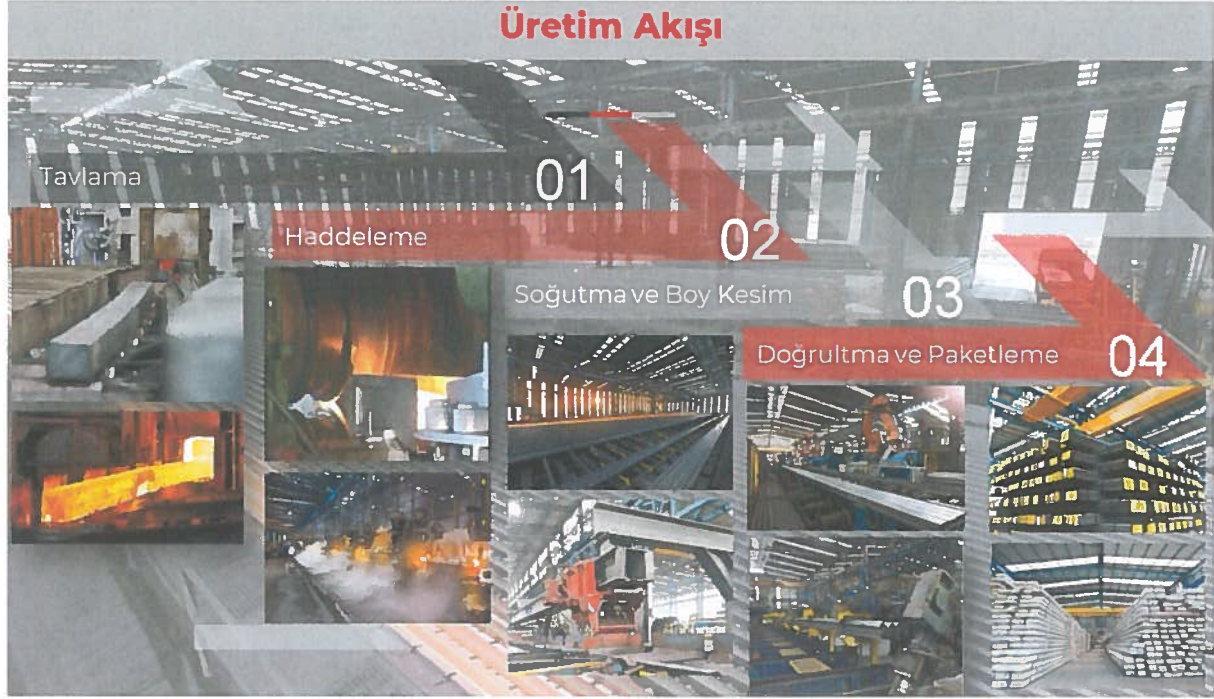 Üretim Akışı
Tavlama
01
Haddeleme
02
Soğutma ve Boy Kesim
03
Doğrultma ve Paketleme
04